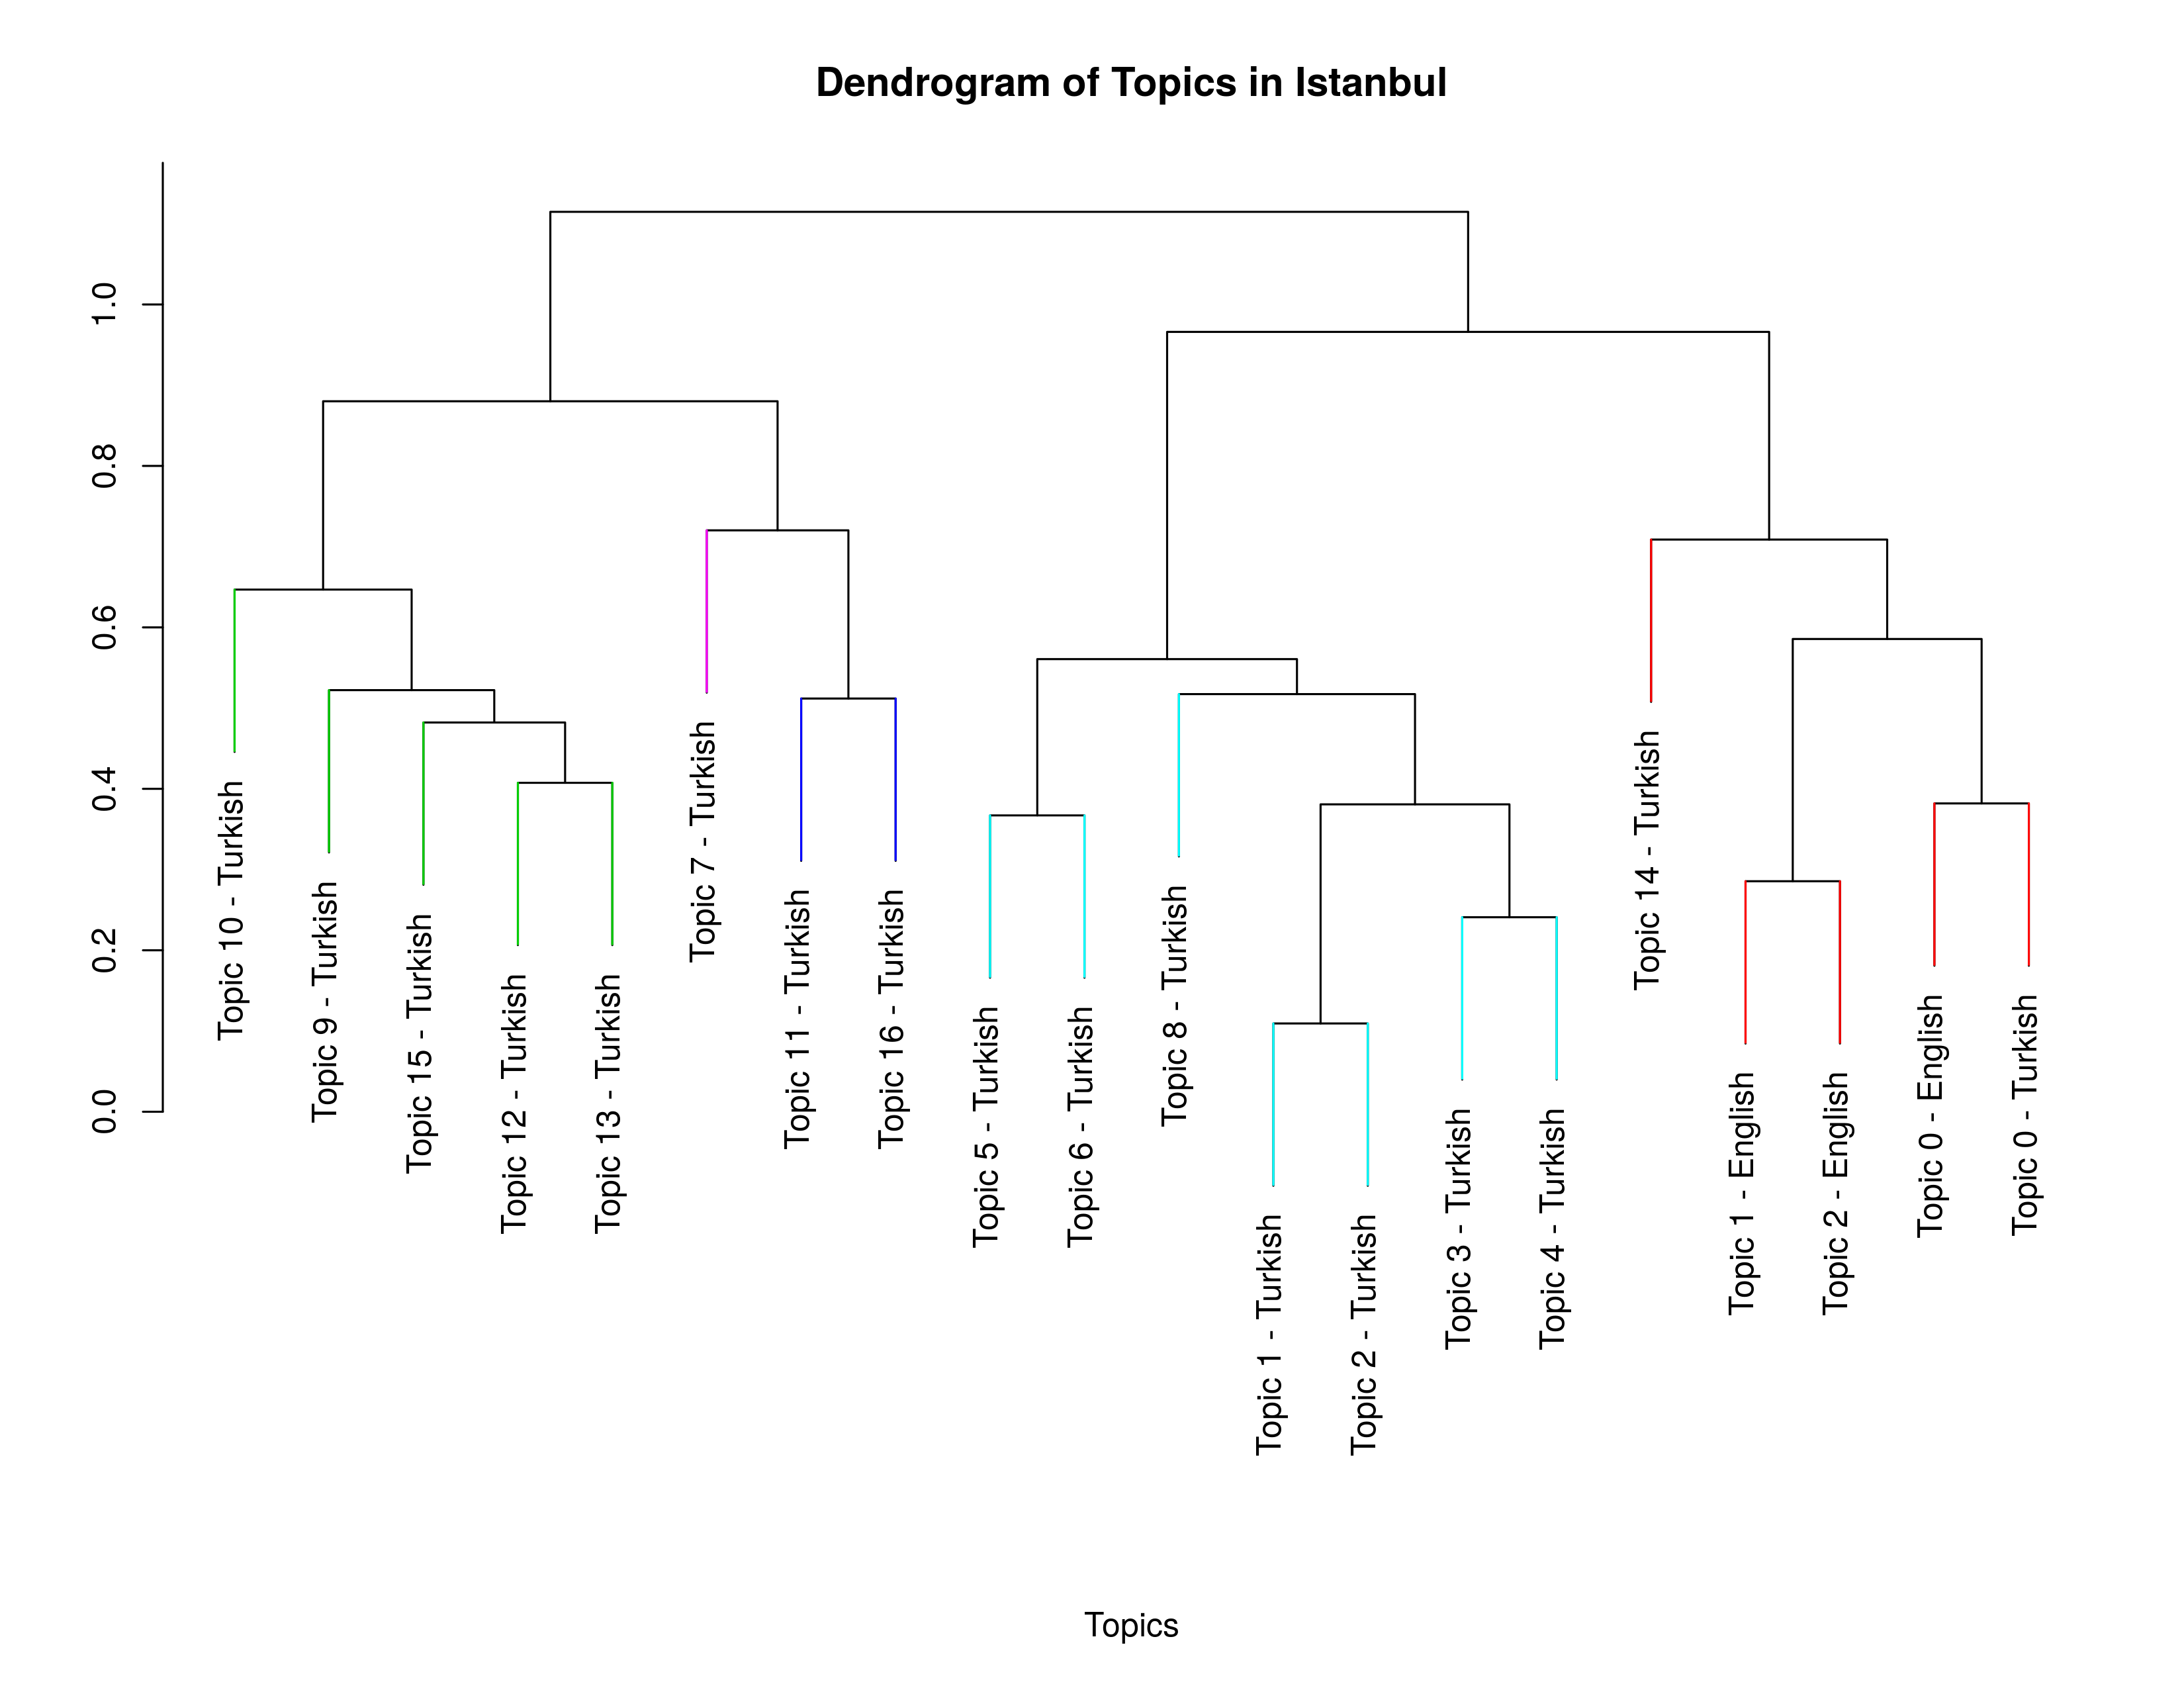 Dendrogram of Topics in Istanbul
1.0
0.8
0.6
0.4
0.2
0.0
Topic 10 - Turkish
Topic 9 - Turkish
Topic 15 - Turkish
Topic 12 - Turkish
Topic 13 - Turkish
Topic 7 - Turkish
Topic 11 - Turkish
Topic 16 - Turkish
Topic 5 - Turkish
Topic 6 - Turkish
Topic 8 - Turkish
Topic 1 - Turkish
Topic 2 - Turkish
Topic 3 - Turkish
Topic 4 - Turkish
Topic 14 - Turkish
Topic 1 - English
Topic 2 - English
Topic 0 - English
Topic 0 - Turkish
Topics